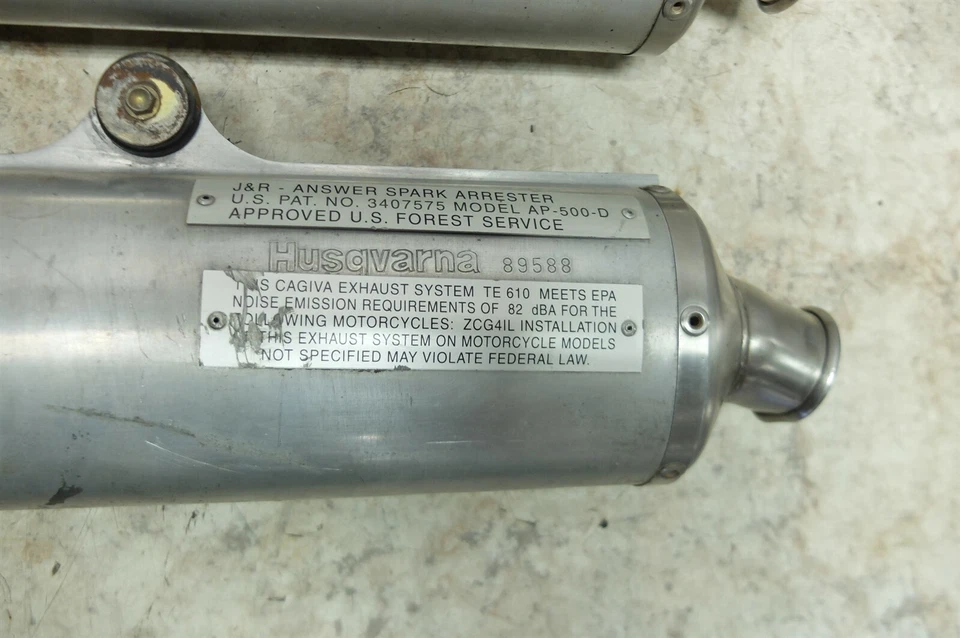 J&R - ANSWER SPARK ARRESTER
U.S. PAT. NO. 3407575 MODEL AP-500-D
APPROVED U.S. FOREST SERVICE
Husqvarna 89588
THIS CAGIVA EXHAUST SYSTEM TE 610 MEETS EPA
NOISE EMISSION REQUIREMENTS OF 82 dBA FOR THE
FOLLOWING MOTORCYCLES: ZCG4IL INSTALLATION
THIS EXHAUST SYSTEM ON MOTORCYCLE MODELS
NOT SPECIFIED MAY VIOLATE FEDERAL LAW.